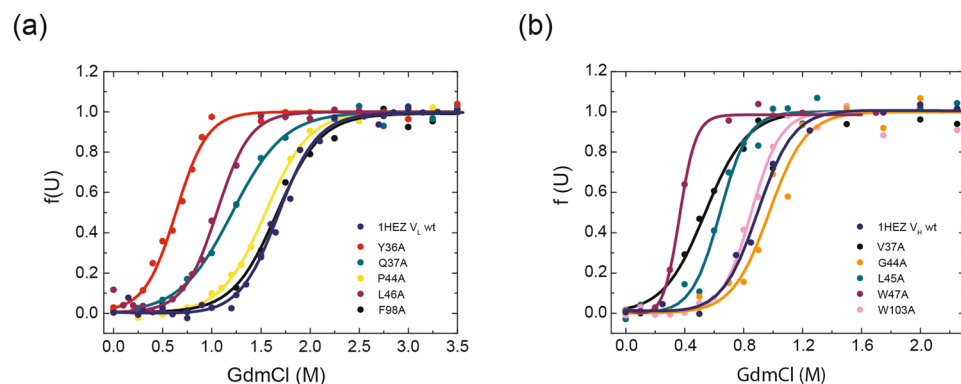 (a)
(b)
1.2
1.0
0.8
0.6
0.4
0.2
0.0
f(U)
1HEZ VL wt
Y36A
Q37A
P44A
L46A
F98A
0.0 0.5 1.0 1.5 2.0 2.5 3.0 3.5
GdmCl (M)
1.2
1.0
0.8
0.6
0.4
0.2
0.0
f (U)
1HEZ VH wt
V37A
G44A
L45A
W47A
W103A
0.0 0.4 0.8 1.2 1.6 2.0
GdmCl (M)